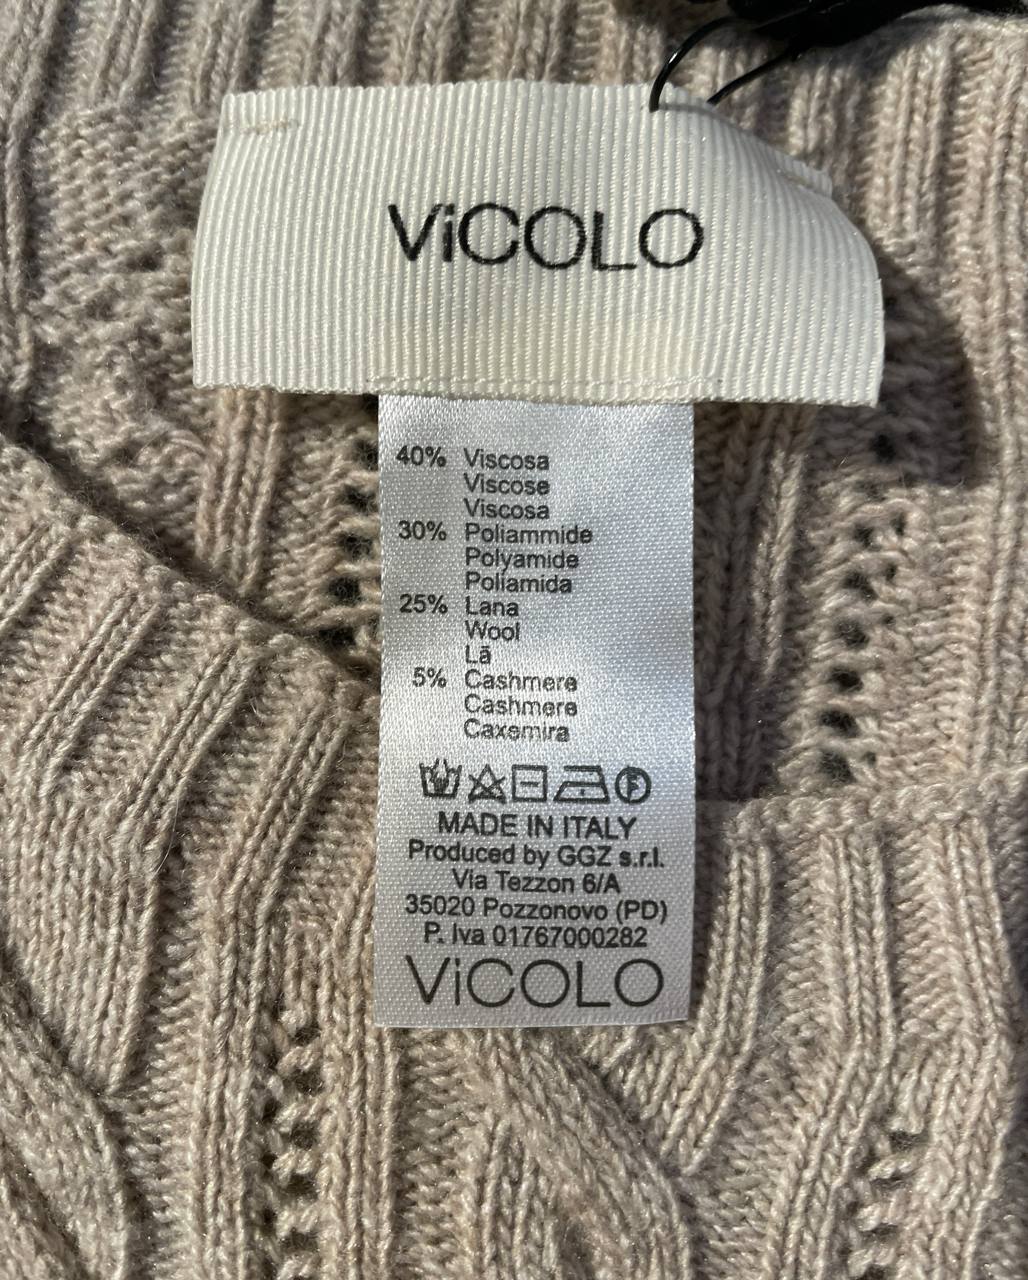 ViCOLO
40% Viscosa
Viscose
Viscosa
30% Poliammide
Polyamide
Poliamida
25% Lana
Wool
Lã
5% Cashmere
Cashmere
Caxemira
F
MADE IN ITALY
Produced by GGZ s.r.l.
Via Tezzon 6/A
35020 Pozzonovo (PD)
P. Iva 01767000282
ViCOLO